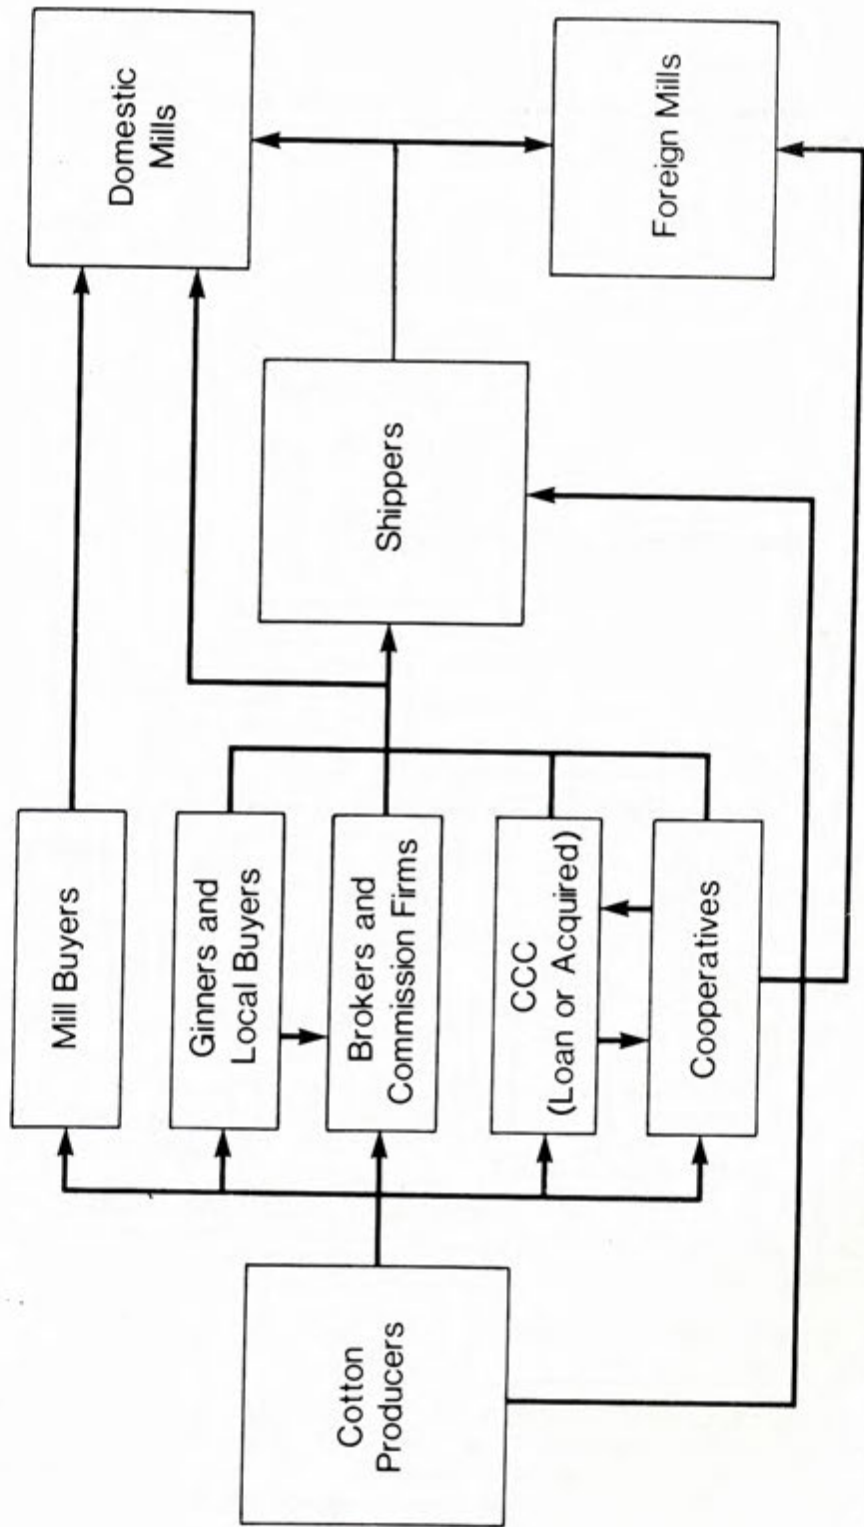 Cotton
Producers
Mill Buyers
Ginners and
Local Buyers
Brokers and
Commission Firms
CCC
(Loan or Acquired)
Cooperatives
Shippers
Domestic
Mills
Foreign Mills